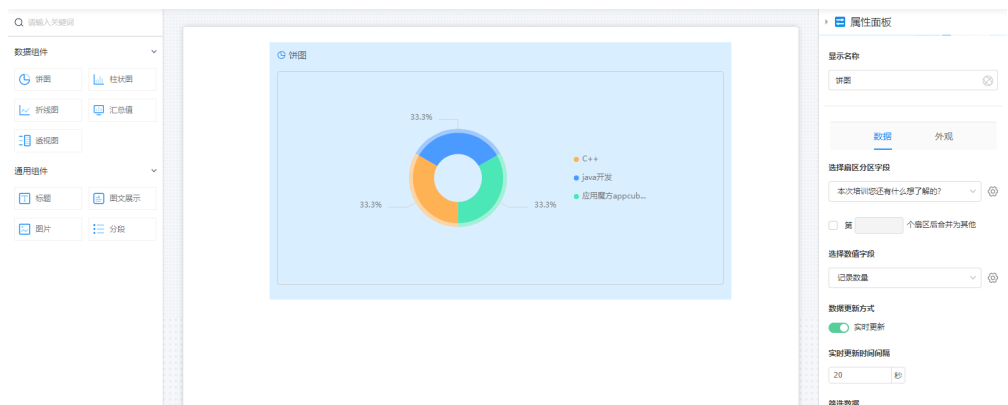 请输入关键词
数据组件
饼图
柱状图
折线图
汇总值
透视图
通用组件
标题
图文展示
图片
分段
饼图
33.3%
33.3%
33.3%
C++
java开发
应用魔方appcub...
属性面板
显示名称
饼图
数据
外观
选择扇区分区字段
本次培训您还有什么想了解的?
第 个扇区后合并为其他
选择数值字段
记录数量
数据更新方式
实时更新
实时更新时间间隔
20 秒
筛选数据